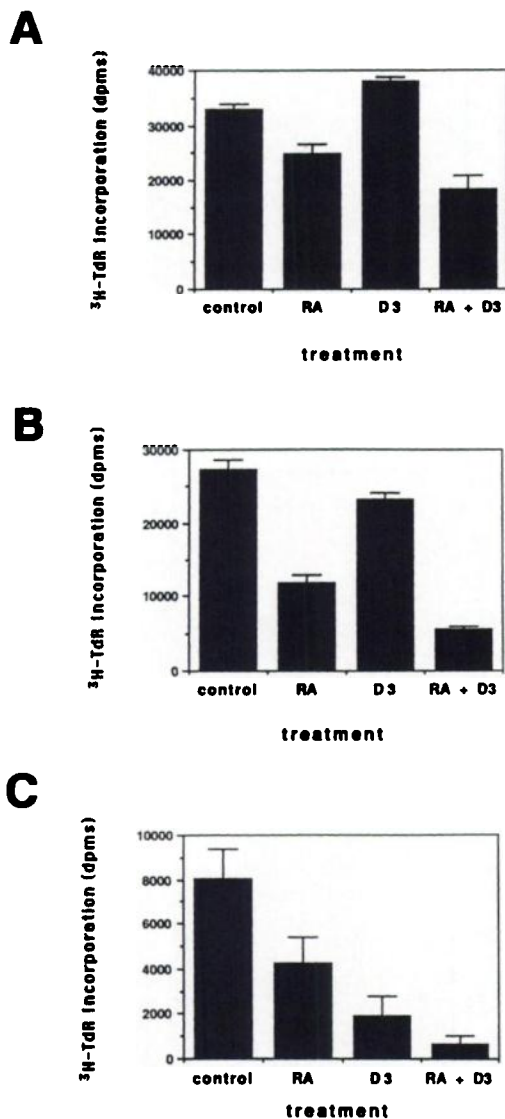 A
³H-TdR incorporation (dpms)
40000
30000
20000
10000
0
control RA D3 RA + D3
treatment
B
³H-TdR incorporation (dpms)
30000
20000
10000
0
control RA D3 RA + D3
treatment
C
³H-TdR incorporation (dpms)
10000
8000
6000
4000
2000
0
control RA D3 RA + D3
treatment